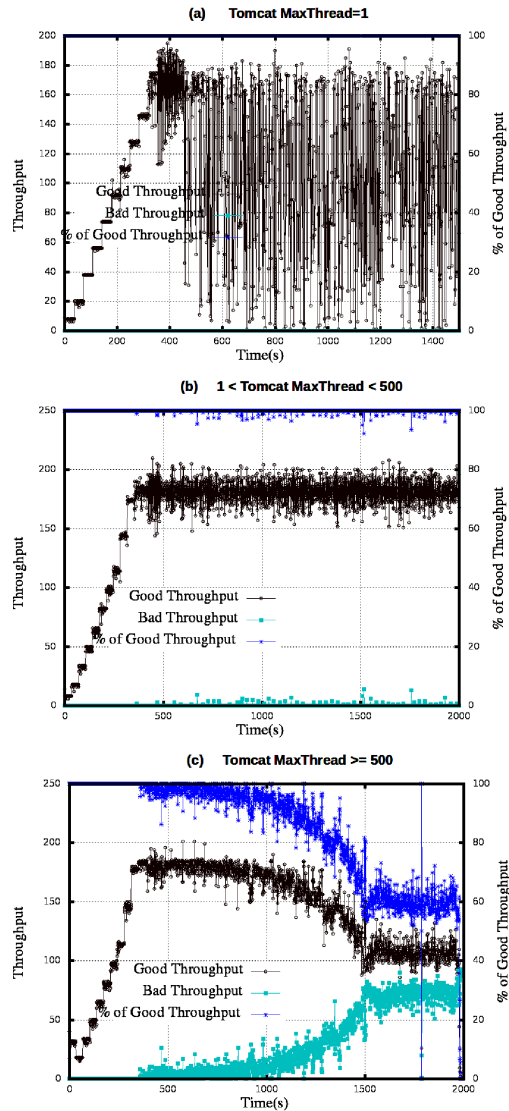 (a) Tomcat MaxThread=1
200
180
160
140
120
100
80
60
40
20
0
100
80
60
40
20
0
Throughput
% of Good Throughput
Good Throughput
Bad Throughput
% of Good Throughput
0 200 400 600 800 1000 1200 1400
Time(s)
(b) 1 < Tomcat MaxThread < 500
250
200
150
100
50
0
100
80
60
40
20
0
Throughput
% of Good Throughput
Good Throughput
Bad Throughput
% of Good Throughput
0 500 1000 1500 2000
Time(s)
(c) Tomcat MaxThread >= 500
250
200
150
100
50
0
100
80
60
40
20
0
Throughput
% of Good Throughput
Good Throughput
Bad Throughput
% of Good Throughput
0 500 1000 1500 2000
Time(s)